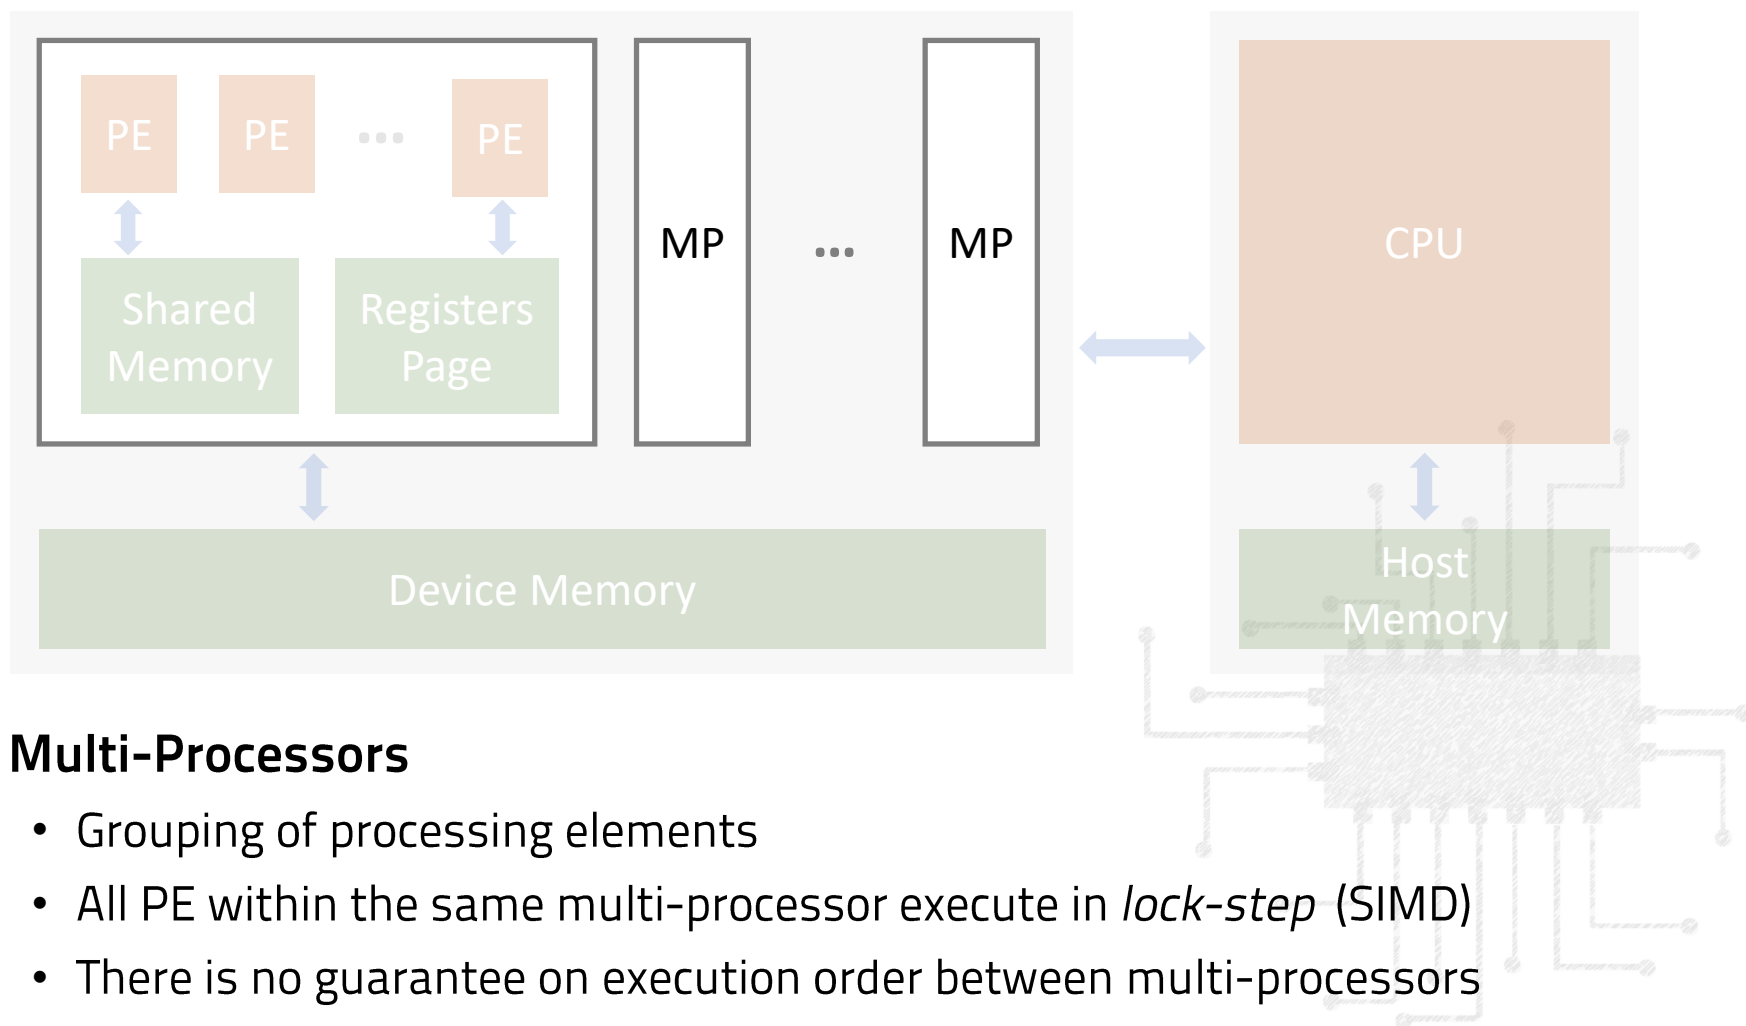 PE
PE
...
PE
Shared
Memory
Registers
Page
MP
...
MP
Device Memory
CPU
Host
Memory
Multi-Processors
• Grouping of processing elements
• All PE within the same multi-processor execute in lock-step (SIMD)
• There is no guarantee on execution order between multi-processors